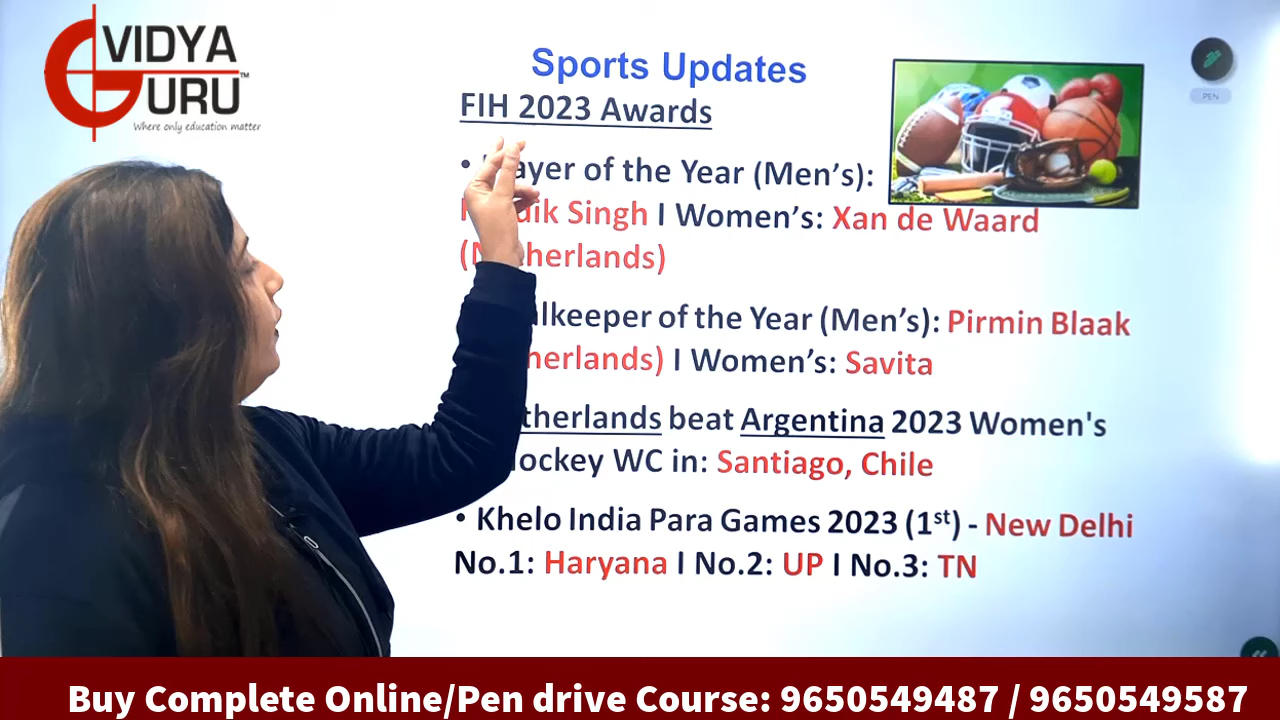 VIDYA
GURU™
Where only education matter
Sports Updates
FIH 2023 Awards
PEN
• ayer of the Year (Men's):
dik Singh I Women's: Xan de Waard
(N herlands)
lkeeper of the Year (Men's): Pirmin Blaak
herlands) I Women's: Savita
therlands beat Argentina 2023 Women's
Hockey WC in: Santiago, Chile
• Khelo India Para Games 2023 (1st) - New Delhi
No.1: Haryana I No.2: UP I No.3: TN
Buy Complete Online/Pen drive Course: 9650549487 / 9650549587